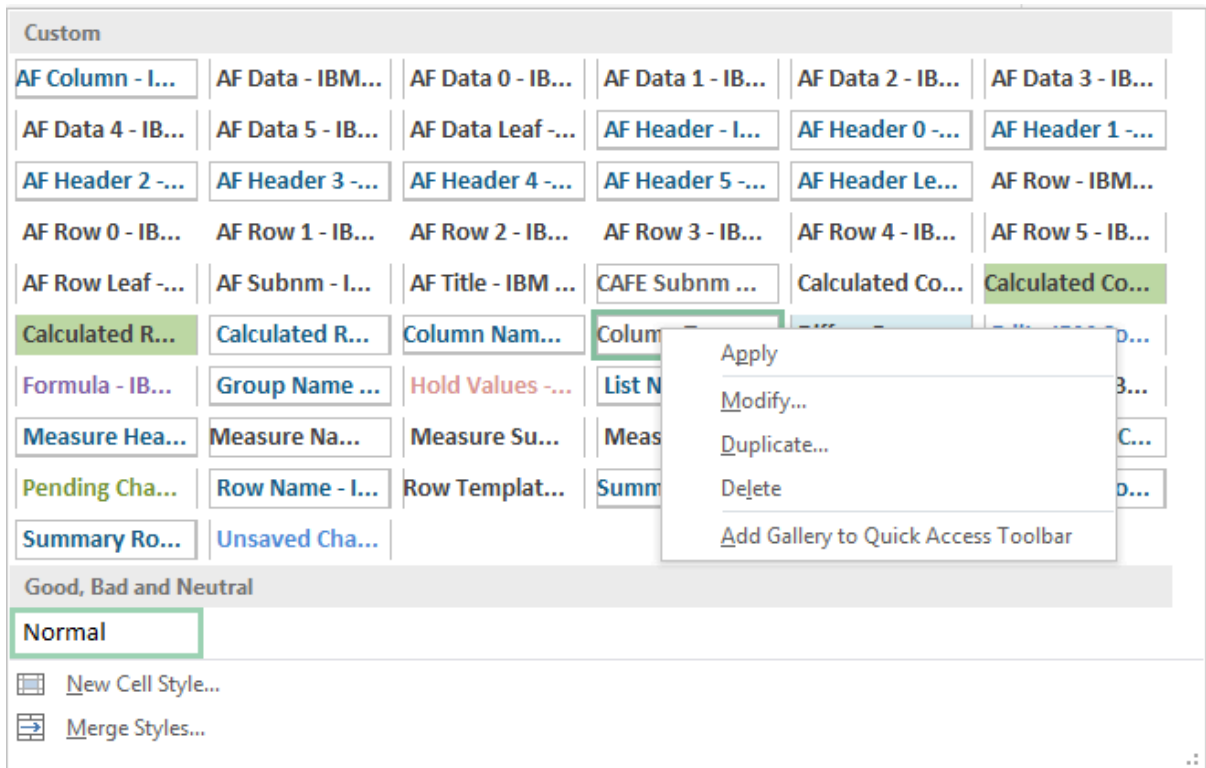 Custom
AF Column - I... AF Data - IBM... AF Data 0 - IB... AF Data 1 - IB... AF Data 2 - IB... AF Data 3 - IB...
AF Data 4 - IB... AF Data 5 - IB... AF Data Leaf -... AF Header - I... AF Header 0 -... AF Header 1 -...
AF Header 2 -... AF Header 3 -... AF Header 4 -... AF Header 5 -... AF Header Le... AF Row - IBM...
AF Row 0 - IB... AF Row 1 - IB... AF Row 2 - IB... AF Row 3 - IB... AF Row 4 - IB... AF Row 5 - IB...
AF Row Leaf -... AF Subnm - I... AF Title - IBM ... CAFE Subnm ... Calculated Co... Calculated Co...
Calculated R... Calculated R... Column Nam... Colum
Apply
Formula - IB... Group Name ... Hold Values -... List N
Modify...
Measure Hea... Measure Na... Measure Su... Meas
Duplicate...
Pending Cha... Row Name - I... Row Templat... Summ
Delete
Summary Ro... Unsaved Cha...
Add Gallery to Quick Access Toolbar
Good, Bad and Neutral
Normal
New Cell Style...
Merge Styles...